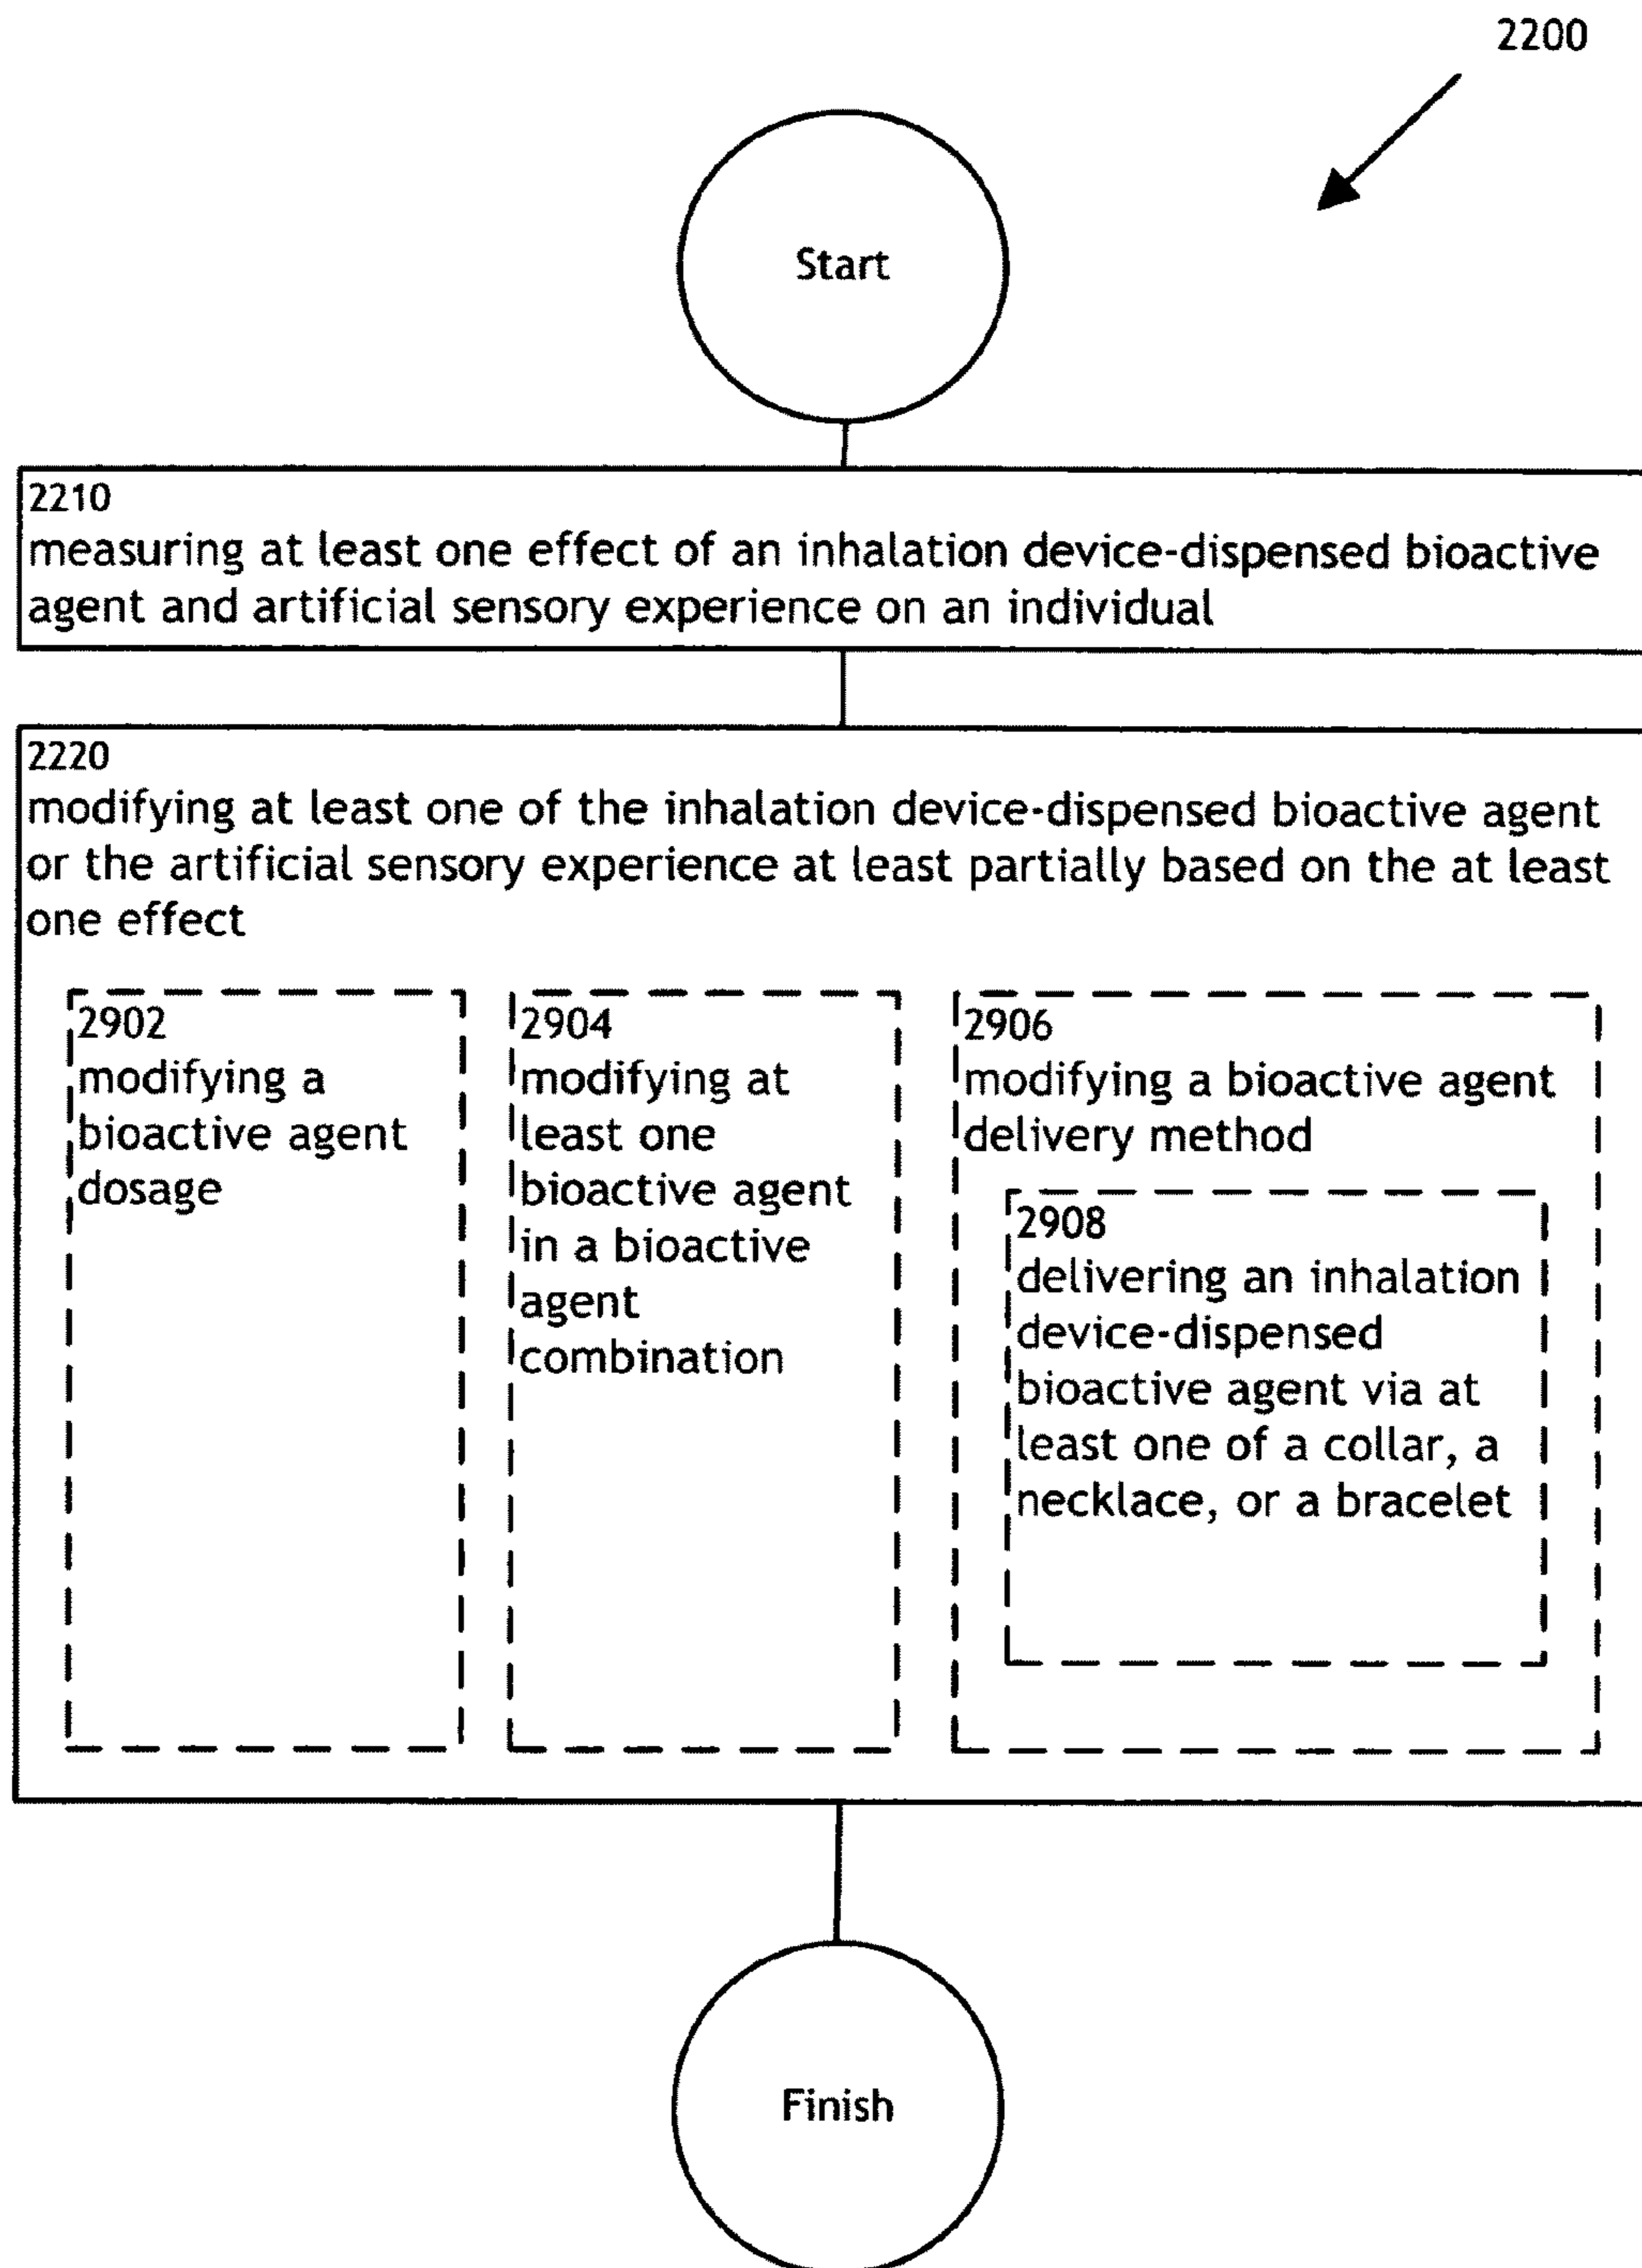 2200
Start
2210
measuring at least one effect of an inhalation device-dispensed bioactive
agent and artificial sensory experience on an individual
2220
modifying at least one of the inhalation device-dispensed bioactive agent
or the artificial sensory experience at least partially based on the at least
one effect
2902
modifying a
bioactive agent
dosage
2904
modifying at
least one
bioactive agent
in a bioactive
agent
combination
2906
modifying a bioactive agent
delivery method
2908
delivering an inhalation
device-dispensed
bioactive agent via at
least one of a collar, a
necklace, or a bracelet
Finish